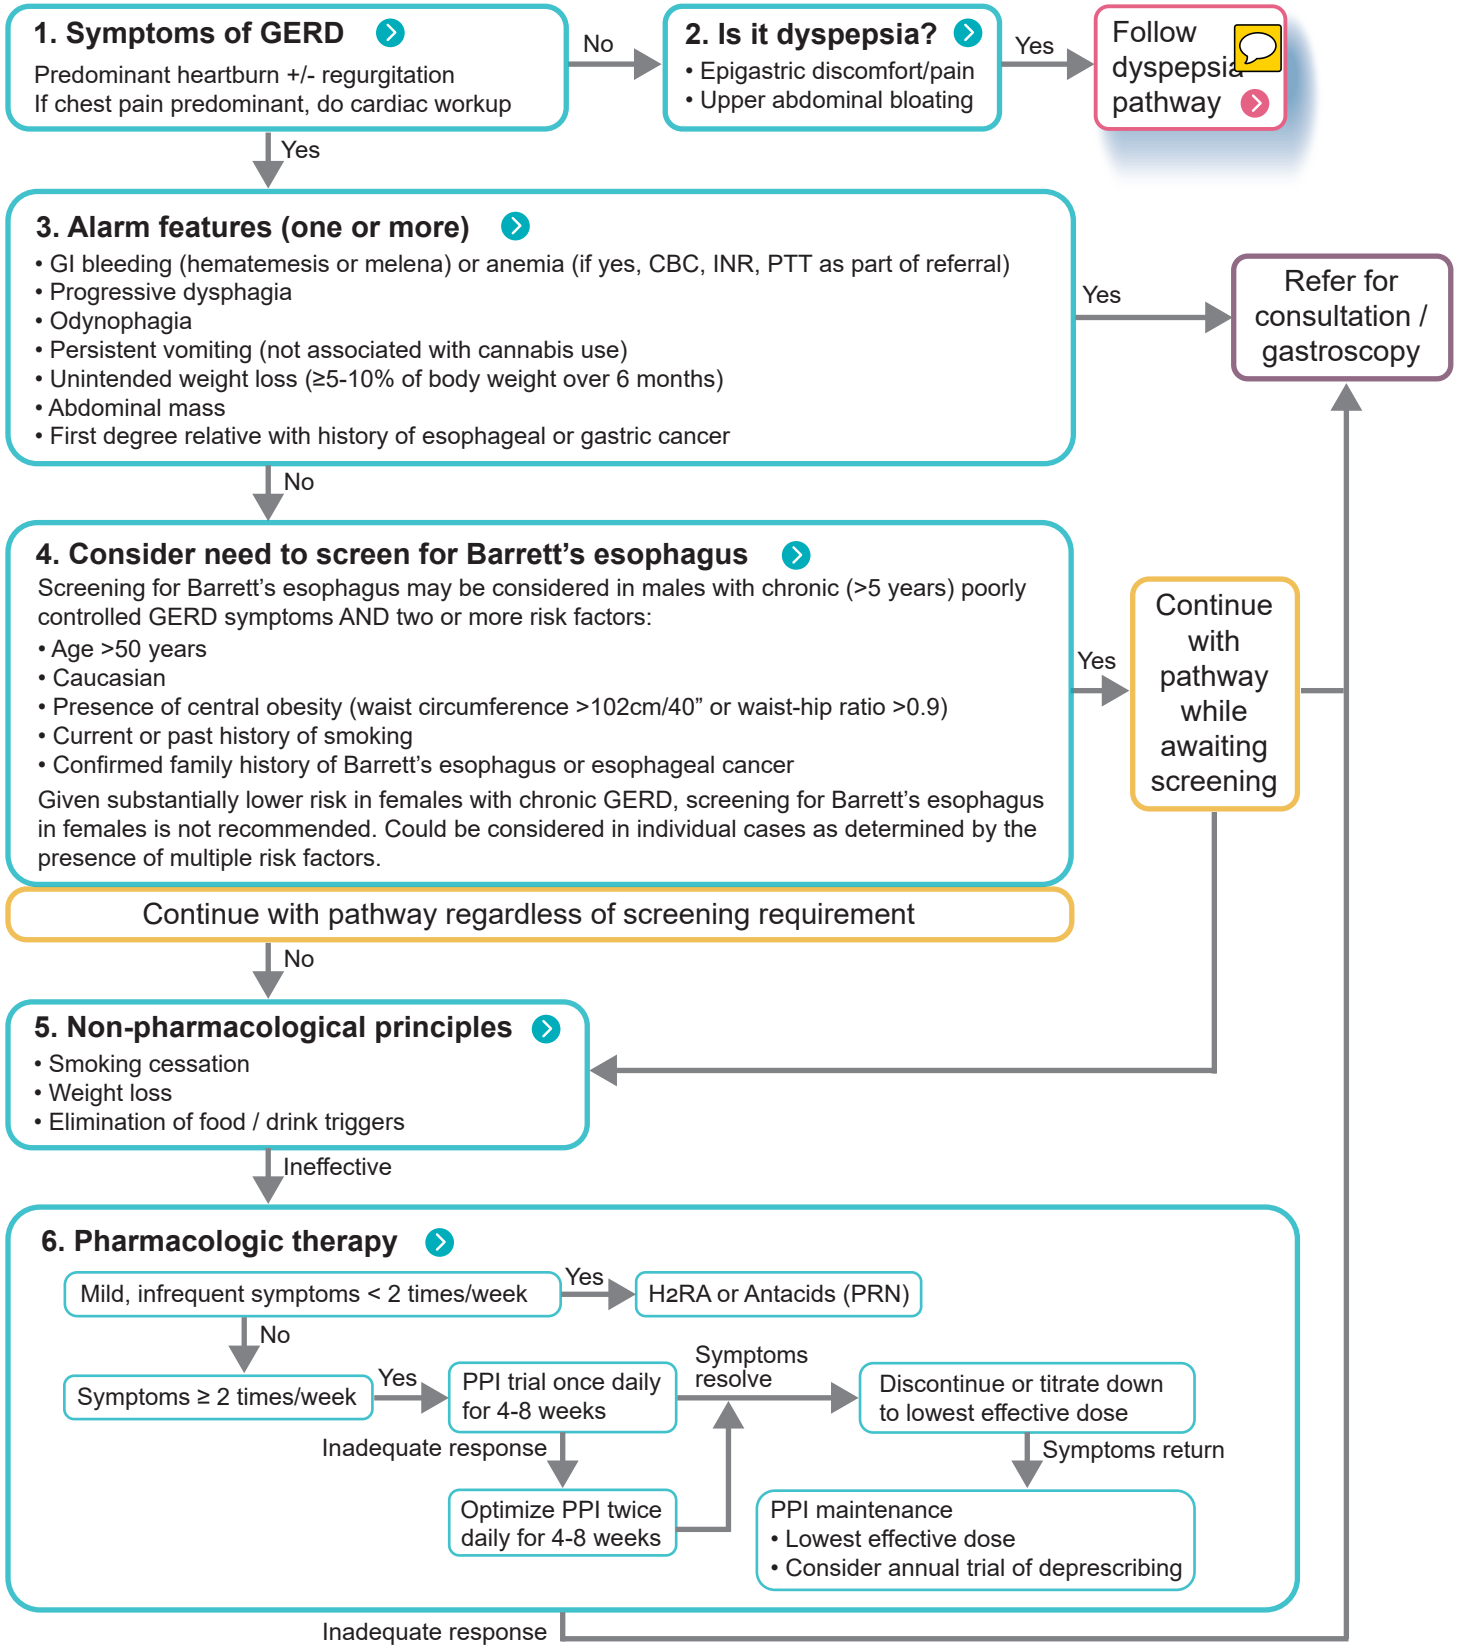 1. Symptoms of GERD
Predominant heartburn +/- regurgitation
If chest pain predominant, do cardiac workup
No
2. Is it dyspepsia?
• Epigastric discomfort/pain
• Upper abdominal bloating
Yes
Follow
dyspepsia
pathway
Yes
3. Alarm features (one or more)
• GI bleeding (hematemesis or melena) or anemia (if yes, CBC, INR, PTT as part of referral)
• Progressive dysphagia
• Odynophagia
• Persistent vomiting (not associated with cannabis use)
• Unintended weight loss (≥5-10% of body weight over 6 months)
• Abdominal mass
• First degree relative with history of esophageal or gastric cancer
Yes
Refer for
consultation /
gastroscopy
No
4. Consider need to screen for Barrett’s esophagus
Screening for Barrett’s esophagus may be considered in males with chronic (>5 years) poorly
controlled GERD symptoms AND two or more risk factors:
• Age >50 years
• Caucasian
• Presence of central obesity (waist circumference >102cm/40” or waist-hip ratio >0.9)
• Current or past history of smoking
• Confirmed family history of Barrett’s esophagus or esophageal cancer
Given substantially lower risk in females with chronic GERD, screening for Barrett’s esophagus
in females is not recommended. Could be considered in individual cases as determined by the
presence of multiple risk factors.
Yes
Continue
with
pathway
while
awaiting
screening
Continue with pathway regardless of screening requirement
No
5. Non-pharmacological principles
• Smoking cessation
• Weight loss
• Elimination of food / drink triggers
Ineffective
6. Pharmacologic therapy
Mild, infrequent symptoms < 2 times/week
Yes
H2RA or Antacids (PRN)
No
Symptoms ≥ 2 times/week
Yes
PPI trial once daily
for 4-8 weeks
Symptoms
resolve
Discontinue or titrate down
to lowest effective dose
Inadequate response
Symptoms return
Optimize PPI twice
daily for 4-8 weeks
PPI maintenance
• Lowest effective dose
• Consider annual trial of deprescribing
Inadequate response